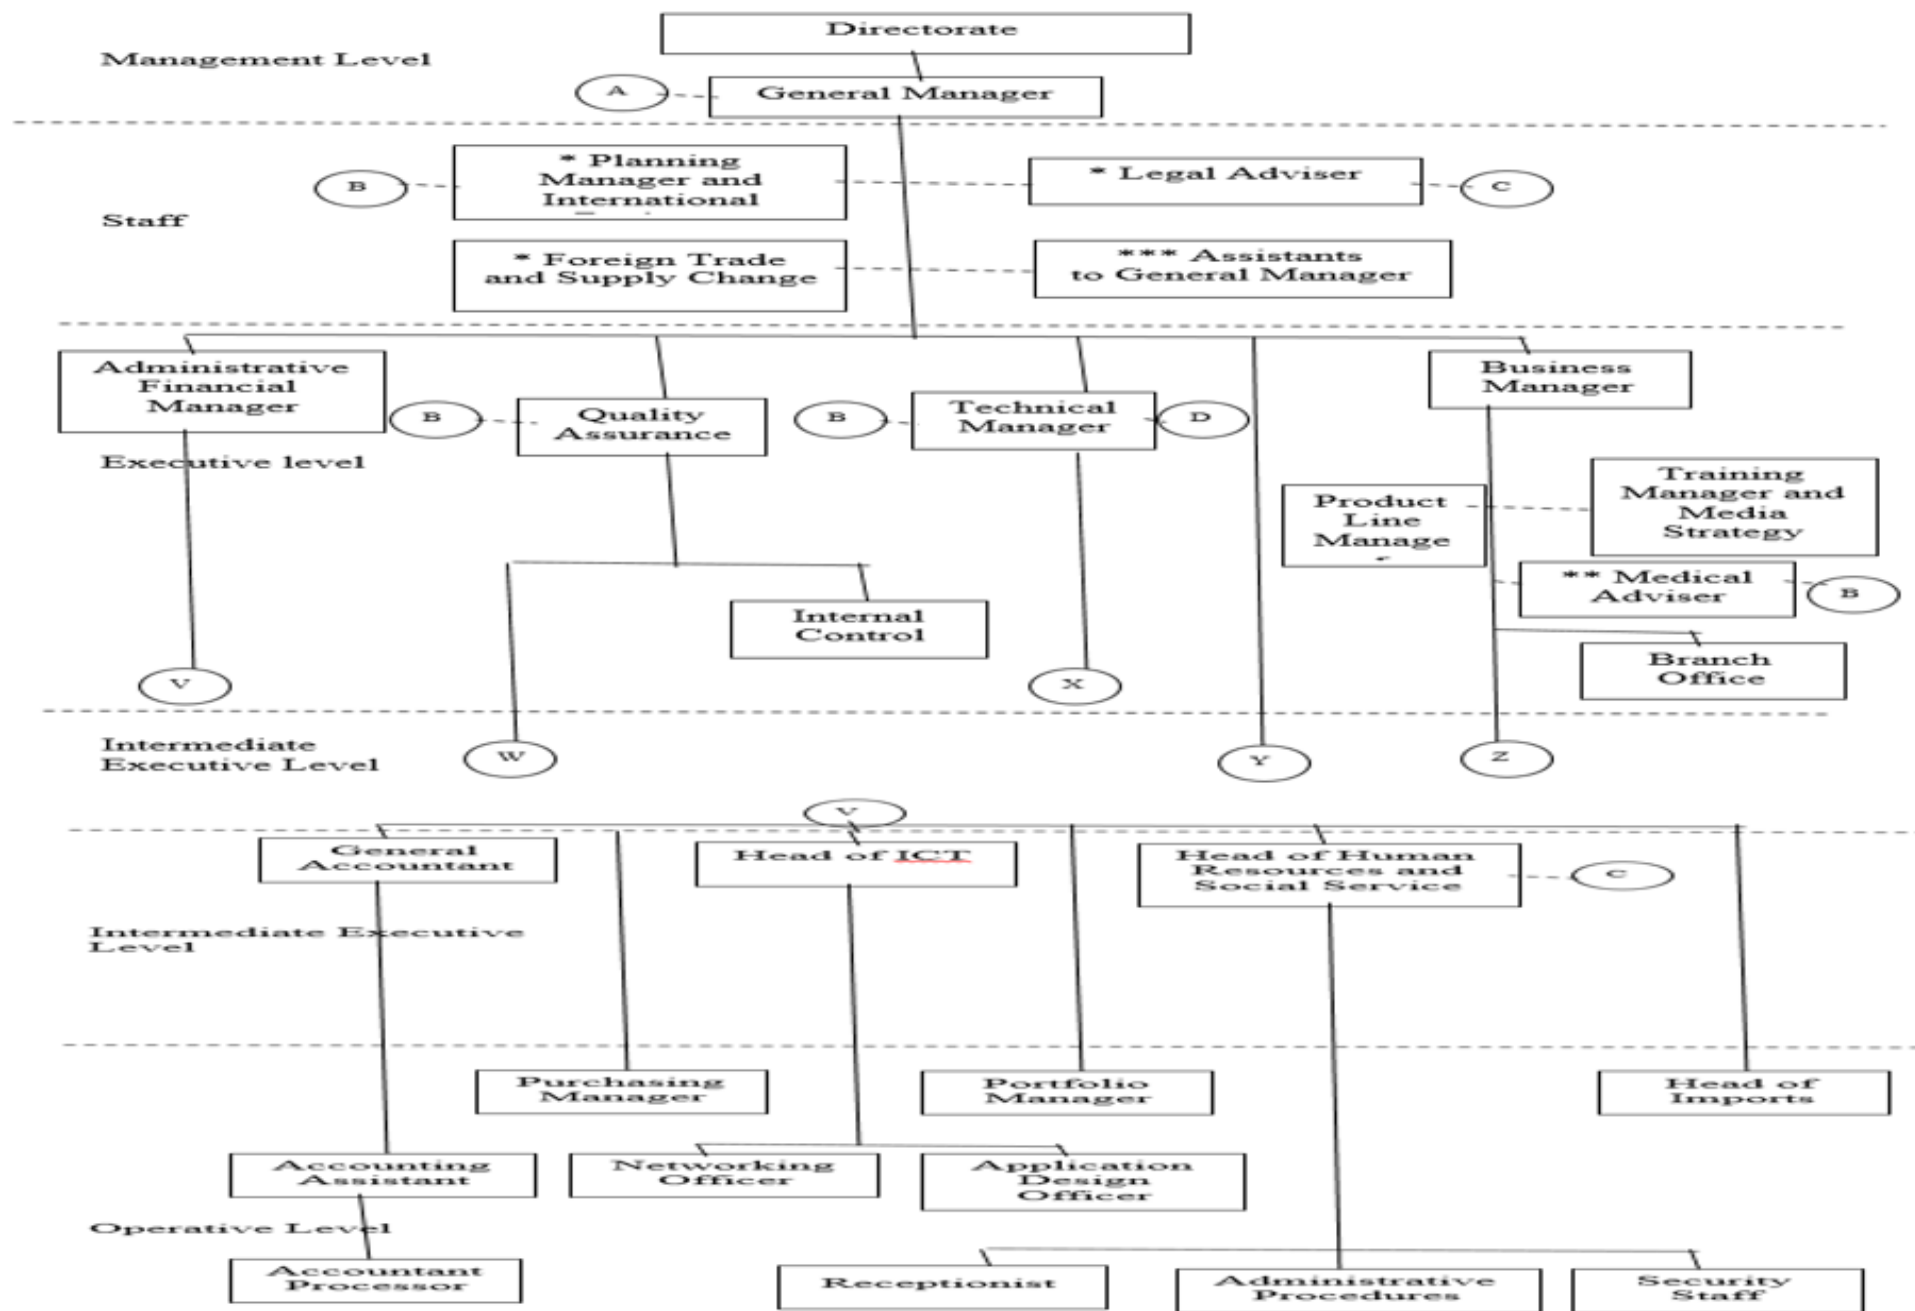 Directorate
Management Level
A
General Manager
* Planning
Manager and
International
* Legal Adviser
B
C
Staff
* Foreign Trade
and Supply Change
*** Assistants
to General Manager
Administrative
Financial
Manager
B
Quality
Assurance
B
Technical
Manager
D
Business
Manager
Executive level
Product
Line
Manage
Training
Manager and
Media
Strategy
** Medical
Adviser
B
Internal
Control
Branch
Office
V
X
Intermediate
Executive Level
W
Y
Z
V
General
Accountant
Head of ICT
Head of Human
Resources and
Social Service
C
Intermediate Executive
Level
Purchasing
Manager
Portfolio
Manager
Head of
Imports
Accounting
Assistant
Networking
Officer
Application
Design
Officer
Operative Level
Accountant
Processor
Receptionist
Administrative
Procedures
Security
Staff